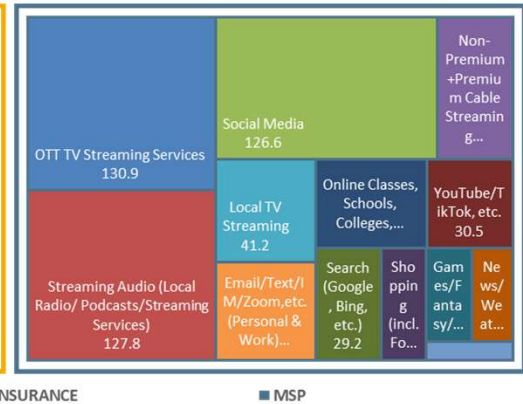 OTT TV Streaming Services
130.9
Streaming Audio (Local
Radio/ Podcasts/Streaming
Services)
127.8
Social Media
126.6
Non-
Premium
+Premiu
m Cable
Streamin
g...
Local TV
Streaming
41.2
Online Classes,
Schools,
Colleges,...
YouTube/T
ikTok, etc.
30.5
Email/Text/I
M/Zoom,etc.
(Personal &
Work)...
Search
(Google
, Bing,
etc.)
29.2
Sho
ppin
g
(incl.
Fo...
Gam
es/F
anta
sy/...
Ne
ws/
We
at...
NSURANCE
MSP